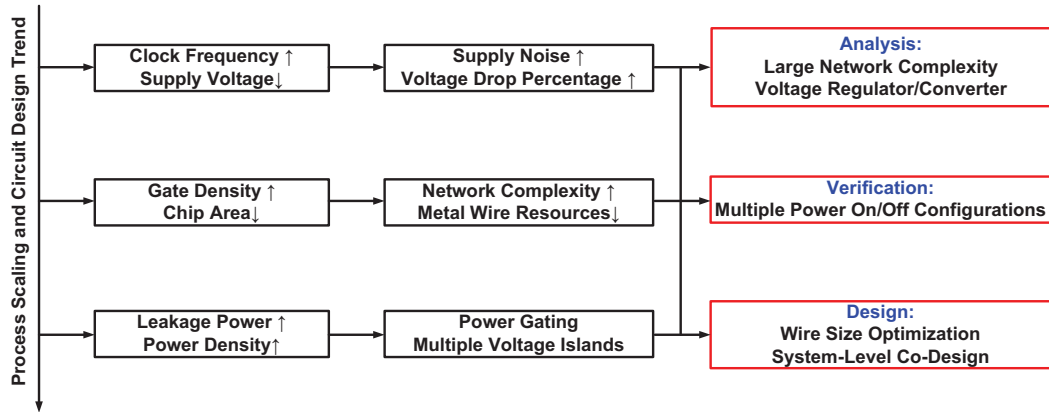 Process Scaling and Circuit Design Trend
Clock Frequency ↑
Supply Voltage↓
Supply Noise ↑
Voltage Drop Percentage ↑
Analysis:
Large Network Complexity
Voltage Regulator/Converter
Gate Density ↑
Chip Area↓
Network Complexity ↑
Metal Wire Resources↓
Verification:
Multiple Power On/Off Configurations
Leakage Power ↑
Power Density↑
Power Gating
Multiple Voltage Islands
Design:
Wire Size Optimization
System-Level Co-Design